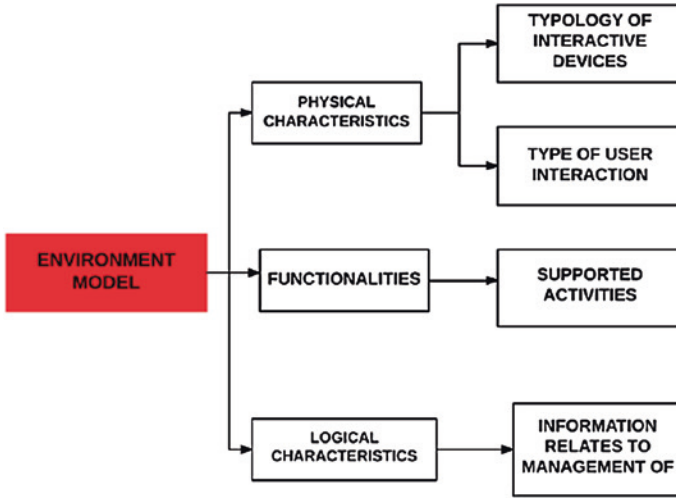 TYPOLOGY OF
INTERACTIVE
DEVICES
PHYSICAL
CHARACTERISTICS
TYPE OF USER
INTERACTION
ENVIRONMENT
MODEL
FUNCTIONALITIES
SUPPORTED
ACTIVITIES
LOGICAL
CHARACTERISTICS
INFORMATION
RELATES TO
MANAGEMENT OF